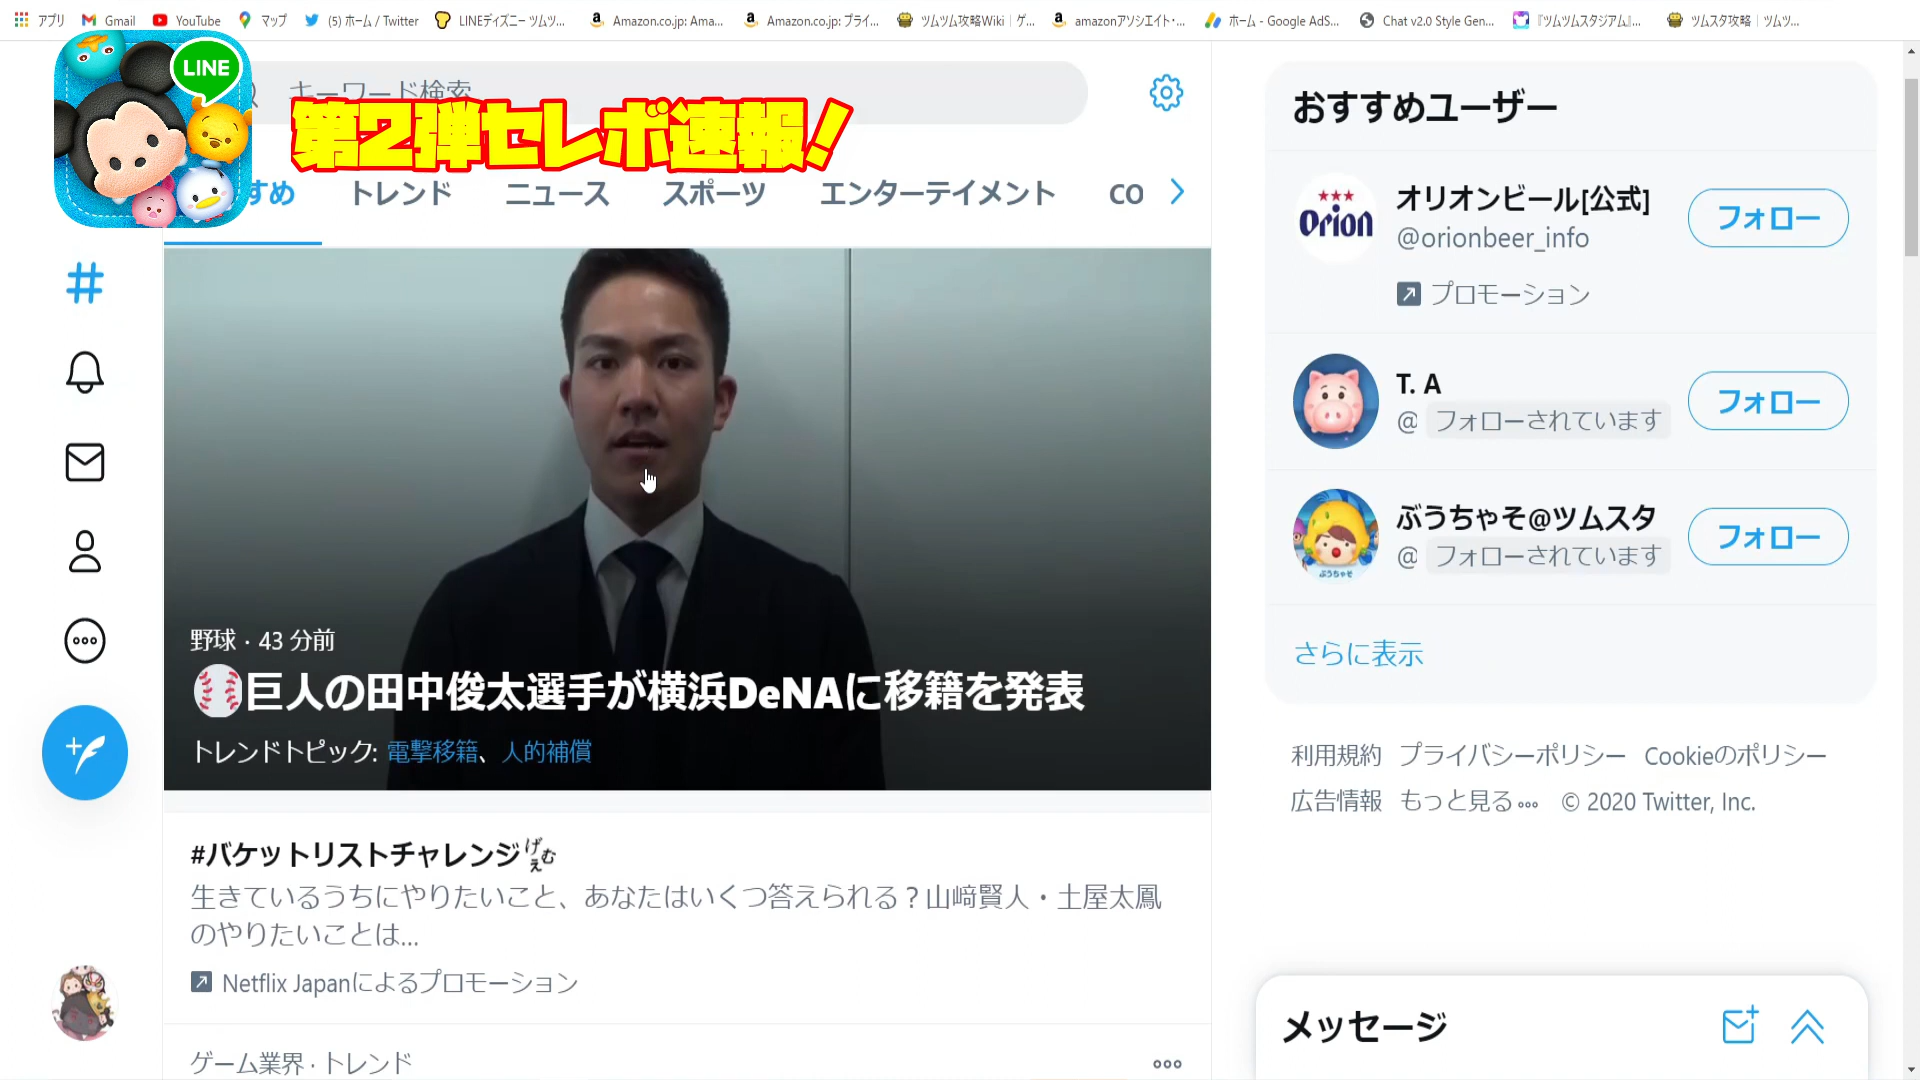 アプリ
Gmail
YouTube
マップ
(5) ホーム / Twitter
LINEディズニー ツムツ...
Amazon.co.jp: Ama...
Amazon.co.jp: プライ...
ツムツム攻略Wiki｜ゲ...
amazonアソシエイト・...
ホーム - Google AdS...
Chat v2.0 Style Gen...
『ツムツムスタジアム』...
ツムスタ攻略｜ツムツ...
LINE
キーワード検索
第2弾セレボ速報!
すめ
トレンド
ニュース
スポーツ
エンターテイメント
CO
野球 · 43 分前
巨人の田中俊太選手が横浜DeNAに移籍を発表
トレンドトピック: 電撃移籍、人的補償
#バケットリストチャレンジ
げぇむ
生きているうちにやりたいこと、あなたはいくつ答えられる？山﨑賢人・土屋太鳳
のやりたいことは...
Netflix Japanによるプロモーション
ゲーム業界 · トレンド
おすすめユーザー
Orion
オリオンビール[公式]
@orionbeer_info
フォロー
プロモーション
T. A
@ フォローされています
フォロー
ぶうちゃそ
ぶうちゃそ@ツムスタ
@ フォローされています
フォロー
さらに表示
利用規約 プライバシーポリシー Cookieのポリシー
広告情報 もっと見る © 2020 Twitter, Inc.
メッセージ